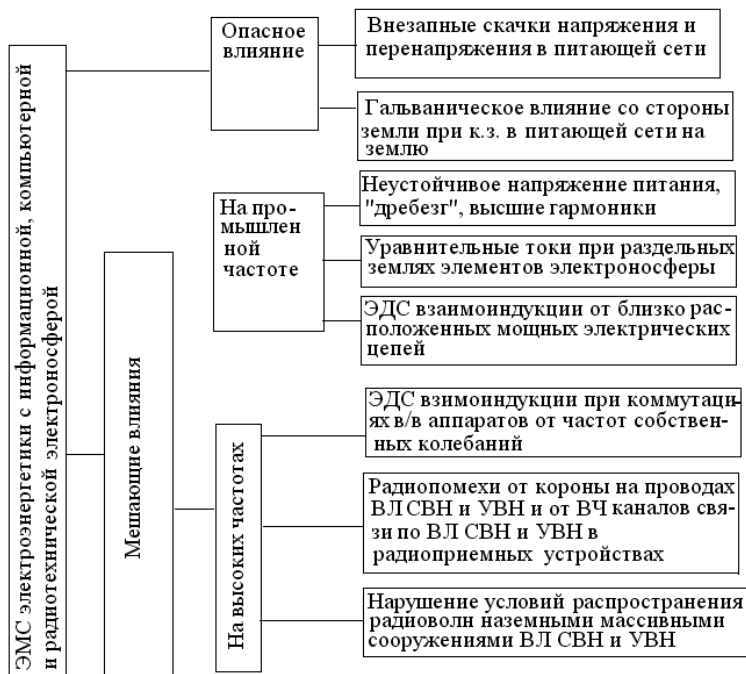 ЭМС электроэнергетики с информационной, компьютерной
и радиотехнической электроносферой
Опасное
влияние
Внезапные скачки напряжения и
перенапряжения в питающей сети
Гальваническое влияние со стороны
земли при к.з. в питающей сети на
землю
Мешающие влияния
На про-
мышлен
ной
частоте
Неустойчивое напряжение питания,
"дребезг", высшие гармоники
Уравнительные токи при раздельных
землях элементов электроносферы
ЭДС взаимоиндукции от близко рас-
положенных мощных электрических
цепей
На высоких частотах
ЭДС взимоиндукции при коммутаци-
ях в/в аппаратов от частот собствен-
ных колебаний
Радиопомехи от короны на проводах
ВЛ СВН и УВН и от ВЧ каналов свя-
зи по ВЛ СВН и УВН в
радиоприемных устройствах
Нарушение условий распространения
радиоволн наземными массивными
сооружениями ВЛ СВН и УВН